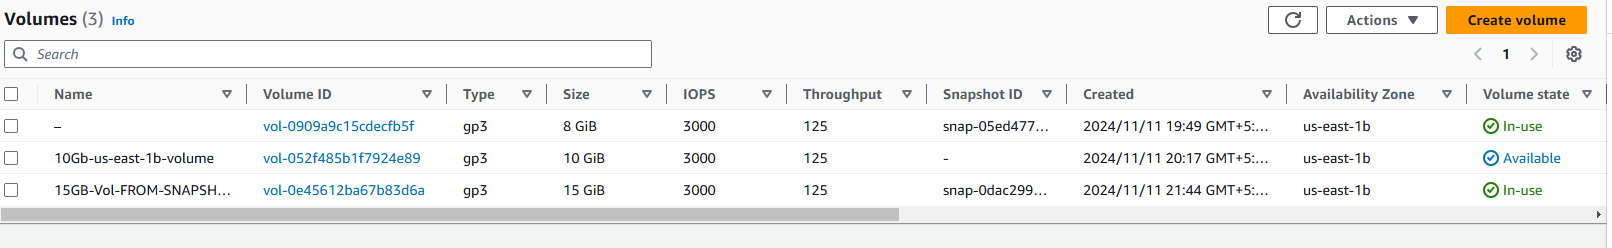 Volumes (3) Info Actions Create volume
Search 1
Name Volume ID Type Size IOPS Throughput Snapshot ID Created Availability Zone Volume state
– vol-0909a9c15cdecfb5f gp3 8 GiB 3000 125 snap-05ed477... 2024/11/11 19:49 GMT+5:... us-east-1b In-use
10Gb-us-east-1b-volume vol-052f485b1f7924e89 gp3 10 GiB 3000 125 - 2024/11/11 20:17 GMT+5:... us-east-1b Available
15GB-Vol-FROM-SNAPSH... vol-0e45612ba67b83d6a gp3 15 GiB 3000 125 snap-0dac299... 2024/11/11 21:44 GMT+5:... us-east-1b In-use